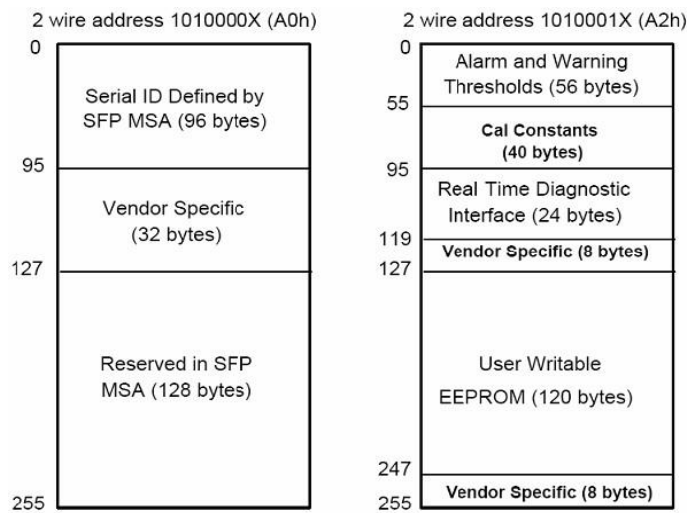 2 wire address 1010000X (A0h)
0
Serial ID Defined by
SFP MSA (96 bytes)
95
Vendor Specific
(32 bytes)
127
Reserved in SFP
MSA (128 bytes)
255
2 wire address 1010001X (A2h)
0
Alarm and Warning
Thresholds (56 bytes)
55
Cal Constants
(40 bytes)
95
Real Time Diagnostic
Interface (24 bytes)
119
Vendor Specific (8 bytes)
127
User Writable
EEPROM (120 bytes)
247
Vendor Specific (8 bytes)
255